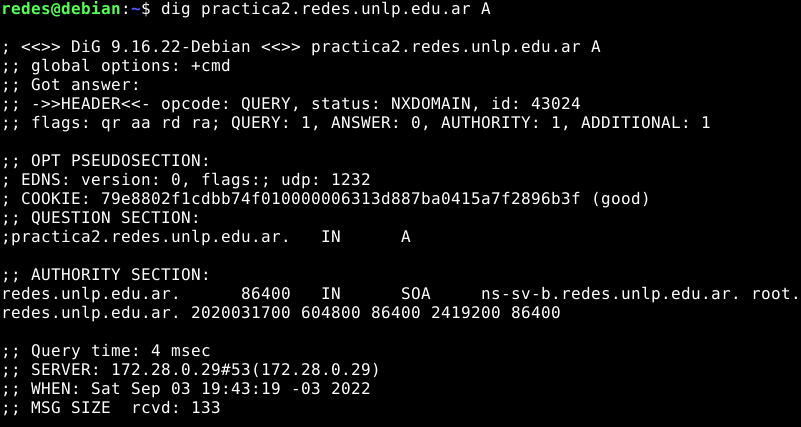 redes@debian:~$ dig practica2.redes.unlp.edu.ar A
; <<>> DiG 9.16.22-Debian <<>> practica2.redes.unlp.edu.ar A
;; global options: +cmd
;; Got answer:
;; ->>HEADER<<- opcode: QUERY, status: NXDOMAIN, id: 43024
;; flags: qr aa rd ra; QUERY: 1, ANSWER: 0, AUTHORITY: 1, ADDITIONAL: 1
;; OPT PSEUDOSECTION:
; EDNS: version: 0, flags:; udp: 1232
; COOKIE: 79e8802f1cdbb74f010000006313d887ba0415a7f2896b3f (good)
;; QUESTION SECTION:
;practica2.redes.unlp.edu.ar.   IN      A
;; AUTHORITY SECTION:
redes.unlp.edu.ar.      86400   IN      SOA     ns-sv-b.redes.unlp.edu.ar. root.
redes.unlp.edu.ar. 2020031700 604800 86400 2419200 86400
;; Query time: 4 msec
;; SERVER: 172.28.0.29#53(172.28.0.29)
;; WHEN: Sat Sep 03 19:43:19 -03 2022
;; MSG SIZE  rcvd: 133